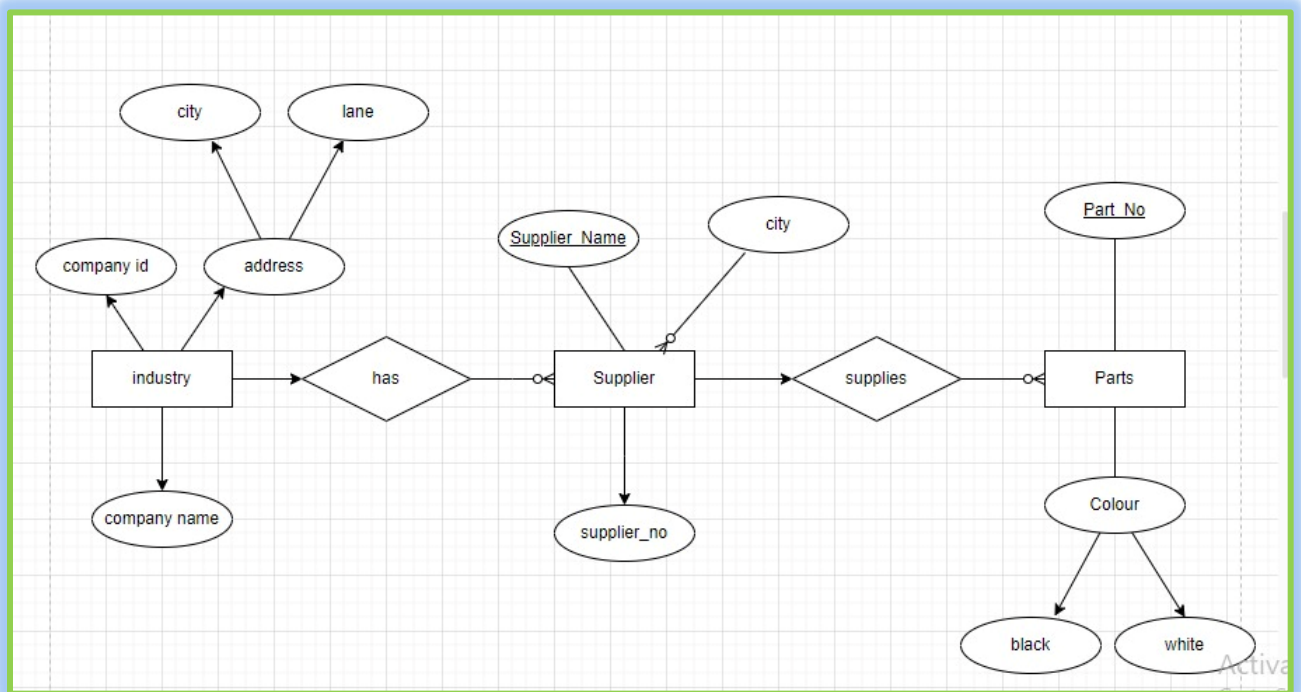 city
lane
Part_No
Supplier_Name
city
company id
address
industry
has
Supplier
supplies
Parts
company name
supplier_no
Colour
black
white
Activa